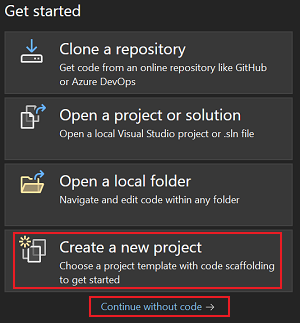 Get started
Clone a repository
Get code from an online repository like GitHub
or Azure DevOps
Open a project or solution
Open a local Visual Studio project or .sln file
Open a local folder
Navigate and edit code within any folder
Create a new project
Choose a project template with code scaffolding
to get started
Continue without code →